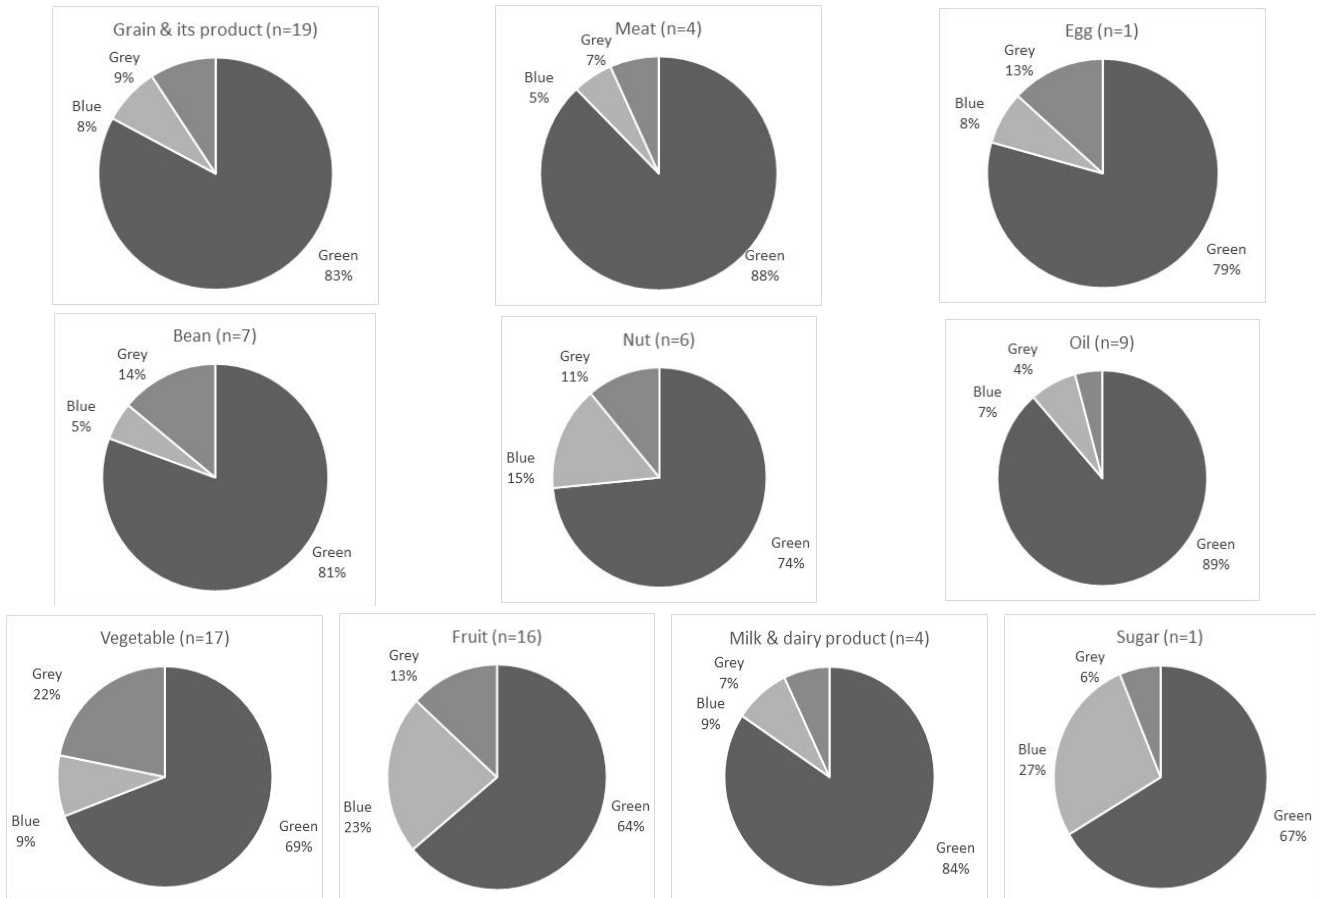 Grain & its product (n=19)
Grey
9%
Blue
8%
Green
83%
Meat (n=4)
Grey
7%
Blue
5%
Green
88%
Egg (n=1)
Grey
13%
Blue
8%
Green
79%
Bean (n=7)
Grey
14%
Blue
5%
Green
81%
Nut (n=6)
Grey
11%
Blue
15%
Green
74%
Oil (n=9)
Grey
4%
Blue
7%
Green
89%
Vegetable (n=17)
Grey
22%
Blue
9%
Green
69%
Fruit (n=16)
Grey
13%
Blue
23%
Green
64%
Milk & dairy product (n=4)
Grey
7%
Blue
9%
Green
84%
Sugar (n=1)
Grey
6%
Blue
27%
Green
67%